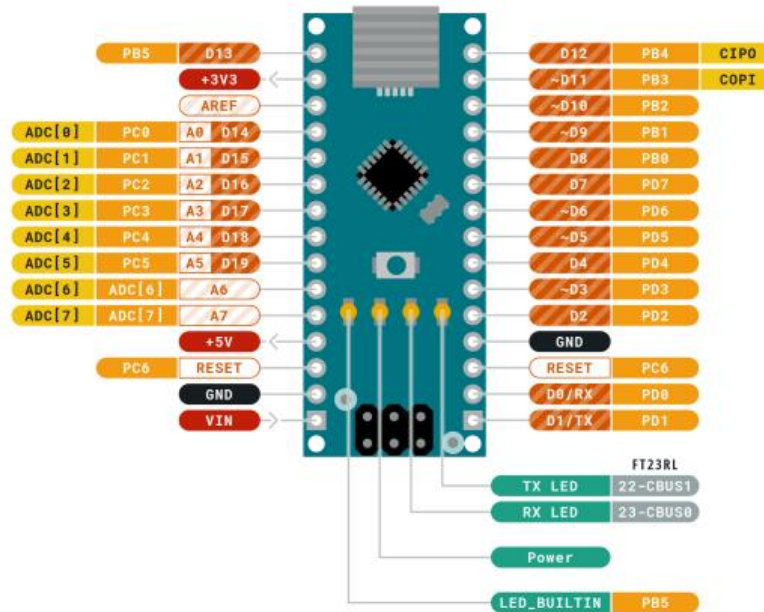 PB5 D13 D12 PB4 CIPO
+3V3 ~D11 PB3 COPI
AREF ~D10 PB2
ADC[0] PC0 A0 D14 ~D9 PB1
ADC[1] PC1 A1 D15 D8 PB0
ADC[2] PC2 A2 D16 D7 PD7
ADC[3] PC3 A3 D17 ~D6 PD6
ADC[4] PC4 A4 D18 ~D5 PD5
ADC[5] PC5 A5 D19 D4 PD4
ADC[6] ADC[6] A6 ~D3 PD3
ADC[7] ADC[7] A7 D2 PD2
+5V GND
PC6 RESET RESET PC6
GND D0/RX PD0
VIN D1/TX PD1
FT23RL
TX LED 22-CBUS1
RX LED 23-CBUS0
Power
LED_BUILTIN PB5